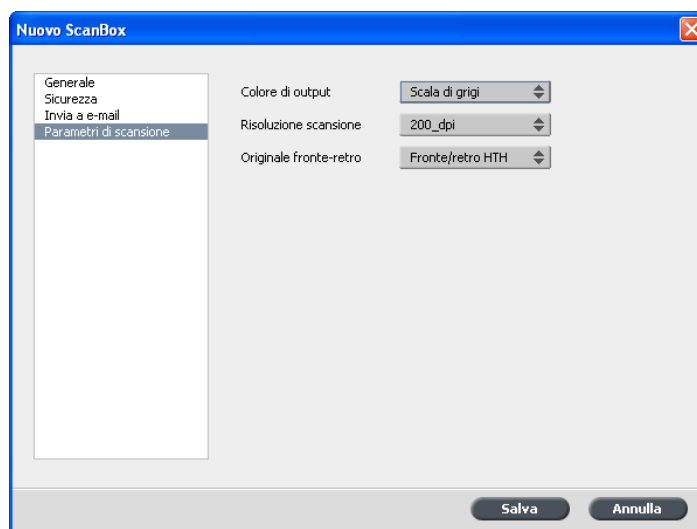 Nuovo ScanBox
Generale
Sicurezza
Invia a e-mail
Parametri di scansione
Colore di output
Scala di grigi
Risoluzione scansione
200_dpi
Originale fronte-retro
Fronte/retro HTH
Salva
Annulla